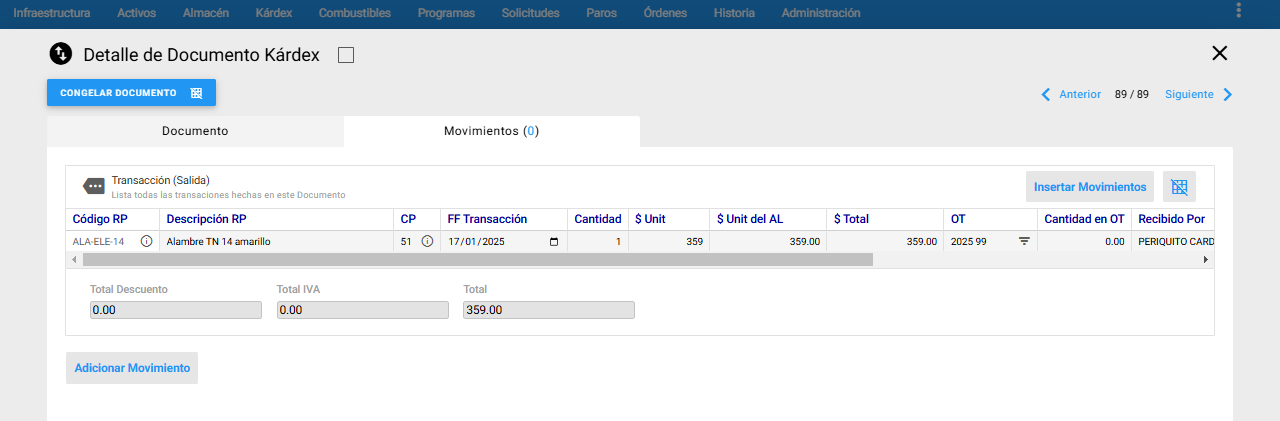 Infraestructura Activos Almacén Kárdex Combustibles Programas Solicitudes Paros Órdenes Historia Administración
Detalle de Documento Kárdex
CONGELAR DOCUMENTO
Anterior 89 / 89 Siguiente
Documento Movimientos (0)
Transacción (Salida)
Lista todas las transaciones hechas en este Documento
Insertar Movimientos
Código RP Descripción RP CP FF Transacción Cantidad $ Unit $ Unit del AL $ Total OT Cantidad en OT Recibido Por
ALA-ELE-14 Alambre TN 14 amarillo 51 17/01/2025 1 359 359.00 359.00 2025 99 0.00 PERIQUITO CARD
Total Descuento Total IVA Total
0.00 0.00 359.00
Adicionar Movimiento